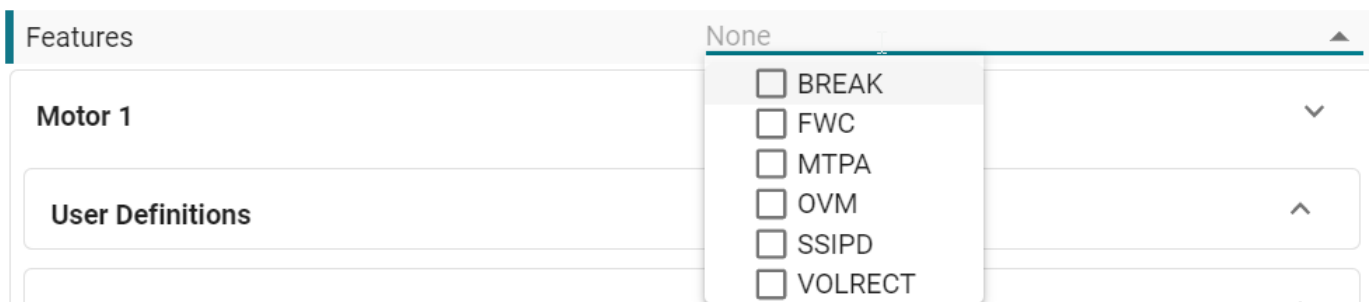 Features
None
BREAK
FWC
Motor 1
MTPA
User Definitions
OVM
SSIPD
VOLRECT